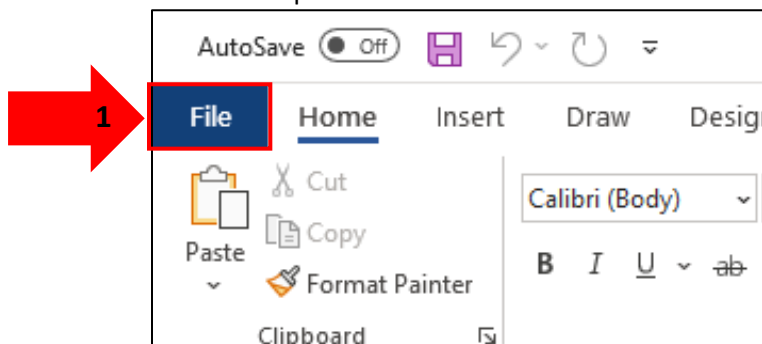 AutoSave Off
1
File Home Insert Draw Desig
Cut
Calibri (Body)
Copy
Paste
B I U ab
Format Painter
Clipboard